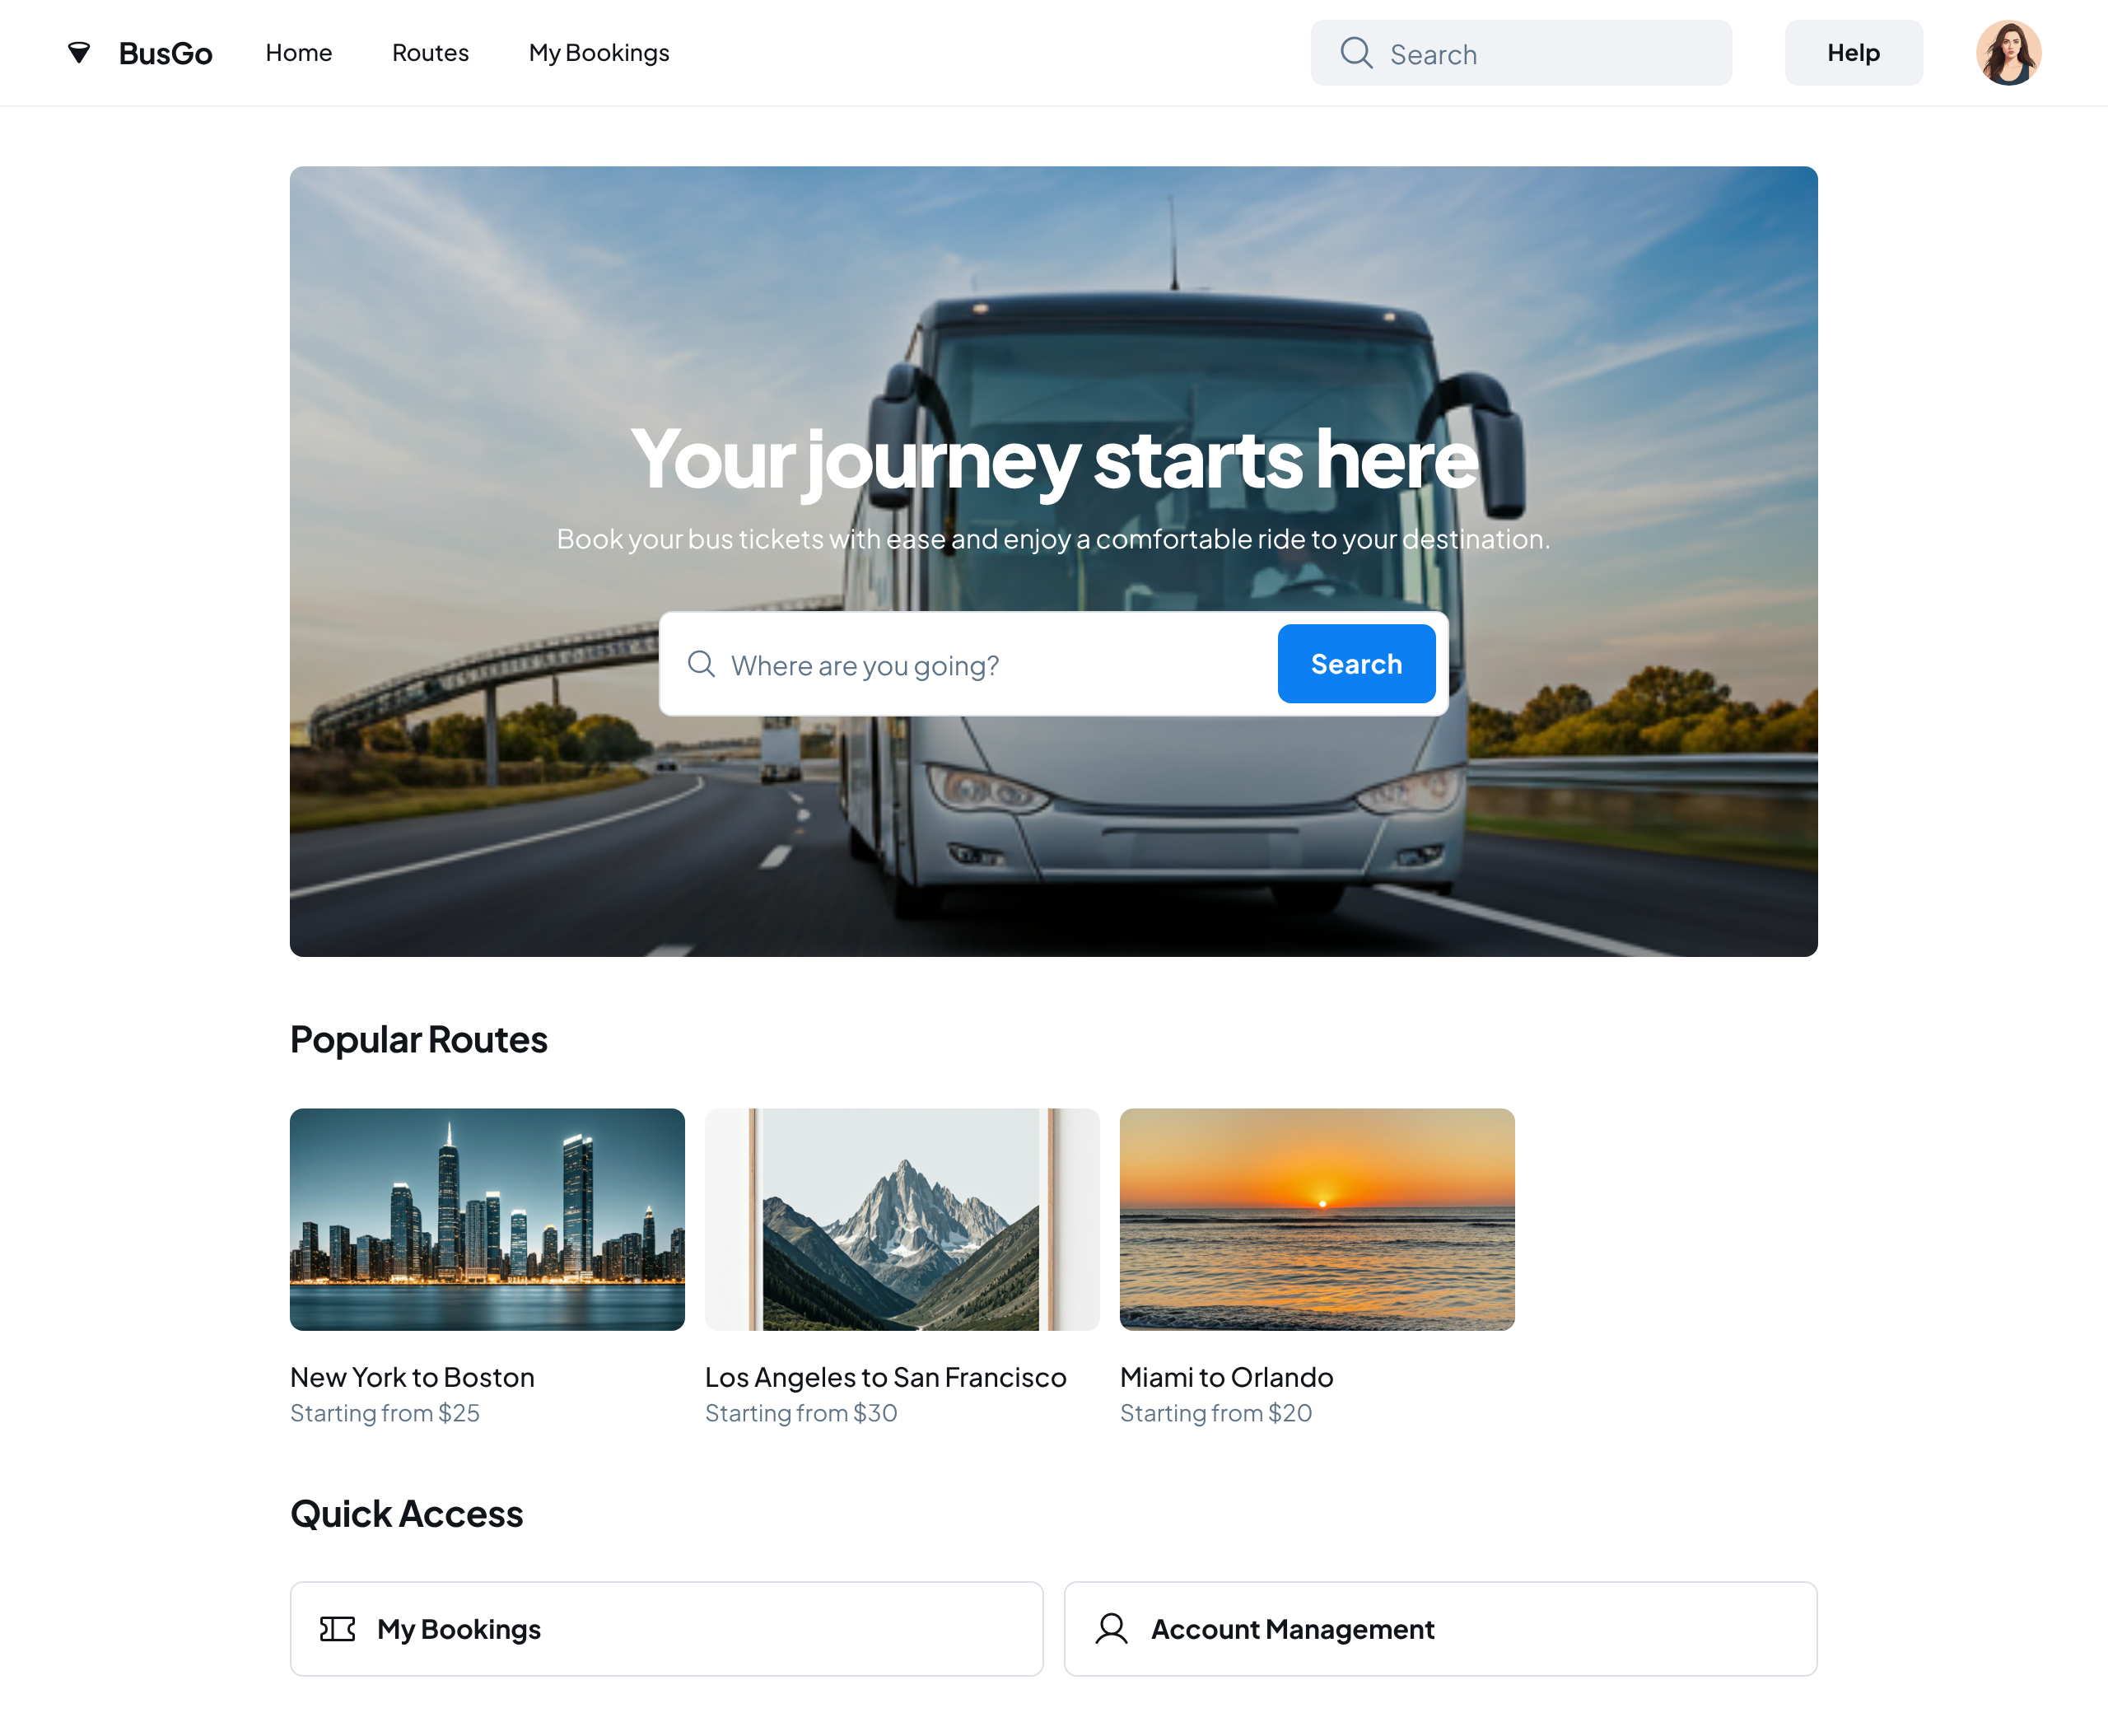 BusGo
Home
Routes
My Bookings
Search
Help
Your journey starts here
Book your bus tickets with ease and enjoy a comfortable ride to your destination.
Where are you going?
Search
Popular Routes
New York to Boston
Starting from $25
Los Angeles to San Francisco
Starting from $30
Miami to Orlando
Starting from $20
Quick Access
My Bookings
Account Management